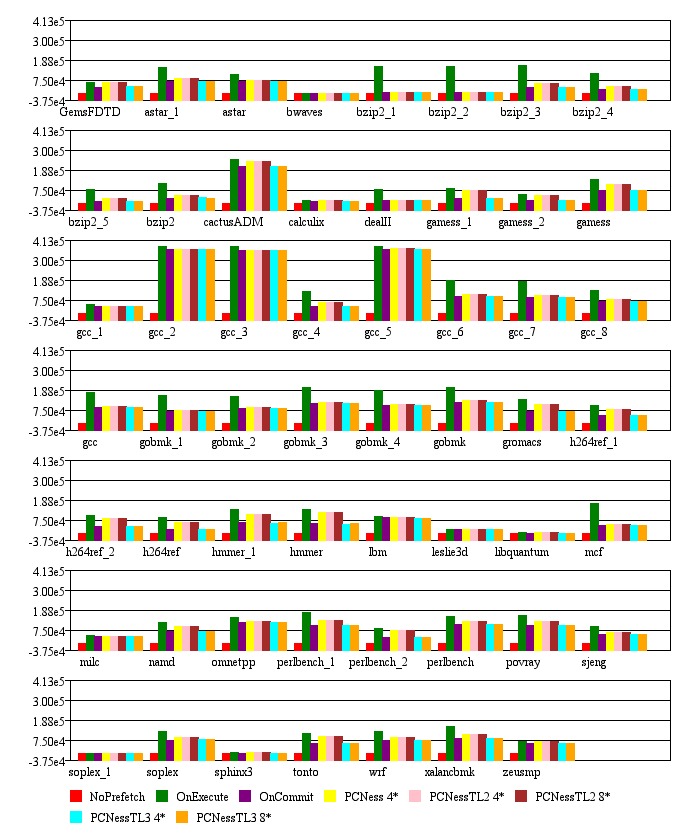 4.13e5
3.00e5
1.88e5
7.50e4
-3.75e4
GemsFDTD astar_1 astar bwaves bzip2_1 bzip2_2 bzip2_3 bzip2_4
4.13e5
3.00e5
1.88e5
7.50e4
-3.75e4
bzip2_5 bzip2 cactusADM calculix dealII gamess_1 gamess_2 gamess
4.13e5
3.00e5
1.88e5
7.50e4
-3.75e4
gcc_1 gcc_2 gcc_3 gcc_4 gcc_5 gcc_6 gcc_7 gcc_8
4.13e5
3.00e5
1.88e5
7.50e4
-3.75e4
gcc gobmk_1 gobmk_2 gobmk_3 gobmk_4 gobmk gromacs h264ref_1
4.13e5
3.00e5
1.88e5
7.50e4
-3.75e4
h264ref_2 h264ref hmmer_1 hmmer lbm leslie3d libquantum mcf
4.13e5
3.00e5
1.88e5
7.50e4
-3.75e4
milc namd omnetpp perlbench_1 perlbench_2 perlbench povray sjeng
4.13e5
3.00e5
1.88e5
7.50e4
-3.75e4
soplex_1 soplex sphinx3 tonto wrf xalancbmk zeusmp
NoPrefetch OnExecute OnCommit PCNess 4* PCNessTL2 4* PCNessTL2 8*
PCNessTL3 4* PCNessTL3 8*